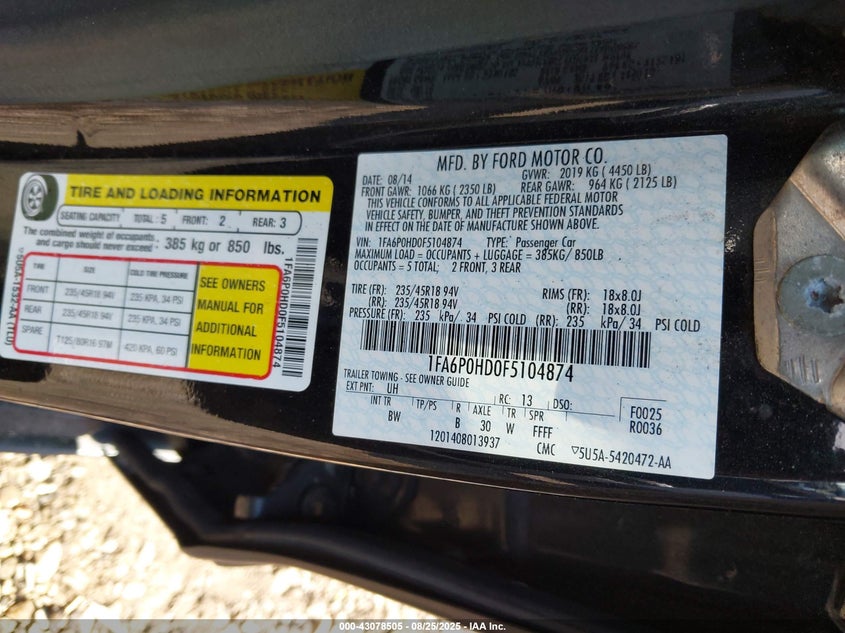 TIRE AND LOADING INFORMATION
SEATING CAPACITY TOTAL: 5 FRONT: 2 REAR: 3
The combined weight of occupants and cargo should never exceed: 385 kg or 850 lbs.
TIRE SIZE COLD TIRE PRESSURE
FRONT 235/45R18 94V 235 KPA, 34 PSI
REAR 235/45R18 94V 235 KPA, 34 PSI
SPARE T125/80R16 97M 420 KPA, 60 PSI
SEE OWNERS
MANUAL FOR
ADDITIONAL
INFORMATION
1FA6P0HD0F5104874
MFD. BY FORD MOTOR CO.
DATE: 08/14 GVWR: 2019 KG ( 4450 LB)
FRONT GAWR: 1066 KG ( 2350 LB) REAR GAWR: 964 KG ( 2125 LB)
THIS VEHICLE CONFORMS TO ALL APPLICABLE FEDERAL MOTOR
VEHICLE SAFETY, BUMPER, AND THEFT PREVENTION STANDARDS
IN EFFECT ON THE DATE OF MANUFACTURE SHOWN ABOVE.
VIN: 1FA6P0HD0F5104874 TYPE: Passenger Car
MAXIMUM LOAD = OCCUPANTS + LUGGAGE = 385KG/ 850LB
OCCUPANTS = 5 TOTAL; 2 FRONT, 3 REAR
TIRE (FR): 235/45R18 94V RIMS (FR): 18x8.0J
(RR): 235/45R18 94V (RR): 18x8.0J
PRESSURE (FR): 235 kPa/ 34 PSI COLD (RR): 235 kPa/ 34 PSI COLD
1FA6P0HD0F5104874
TRAILER TOWING - SEE OWNER GUIDE
EXT PNT: UH RC: 13 DSO: F0025
INT TR TP/PS R AXLE TR SPR R0036
BW B 30 W FFFF
1201408013937 CMC 5U5A-5420472-AA
000-43078505 - 08/25/2025 - IAA Inc.